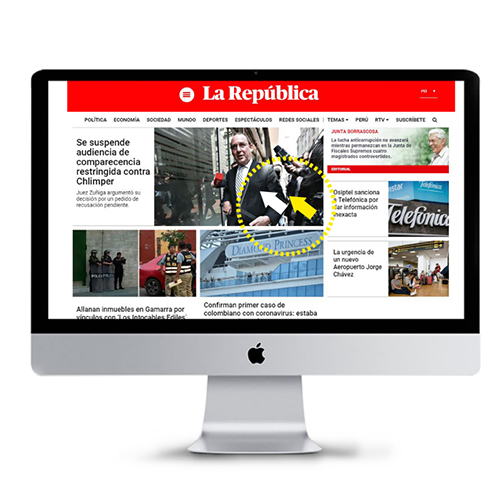 La República
PE
POLÍTICA ECONOMÍA SOCIEDAD MUNDO DEPORTES ESPECTÁCULOS REDES SOCIALES | TEMAS PERÚ RTV SUSCRÍBETE
Se suspende
audiencia de
comparecencia
restringida contra
Chlimper
Juez Zuñiga argumentó su
decisión por un pedido de
recusación pendiente.
JUNTA BORRASCOSA
La lucha anticorrupción no avanzará
mientras permanezcan en la Junta de
Fiscales Supremos cuatro
magistrados controvertidos.
EDITORIAL
Osiptel sanciona
a Telefónica por
dar información
inexacta
Telefónica
La urgencia de
un nuevo
Aeropuerto Jorge
Chávez
POLICIA
DIAMOND PRINCESS
Allanan inmuebles en Gamarra por
vínculos con 'Los Intocables Ediles'
Confirman primer caso de
colombiano con coronavirus: estaba